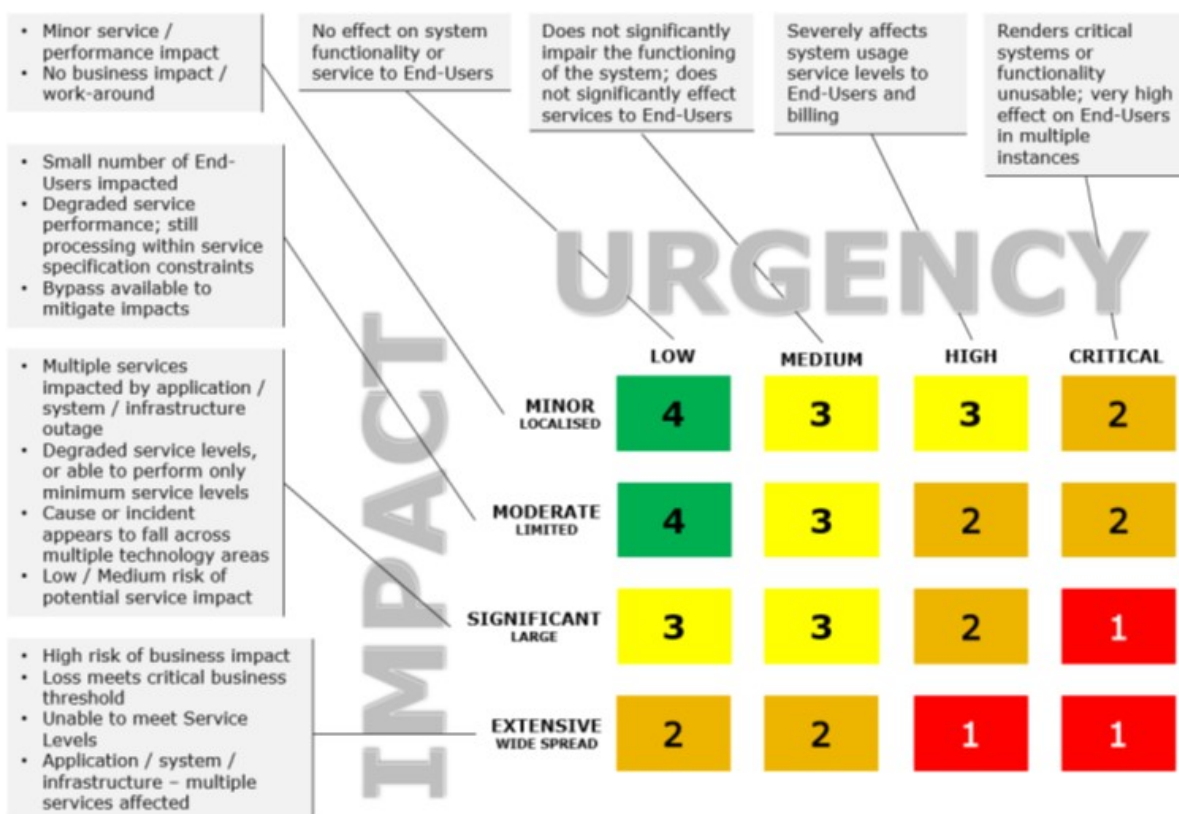 • Minor service /
performance impact
• No business impact /
work-around
No effect on system
functionality or
service to End-Users
Does not significantly
impair the functioning
of the system; does
not significantly effect
services to End-Users
Severely affects
system usage
service levels to
End-Users and
billing
Renders critical
systems or
functionality
unusable; very high
effect on End-Users
in multiple
instances
• Small number of End-
Users impacted
• Degraded service
performance; still
processing within service
specification constraints
• Bypass available to
mitigate impacts
• Multiple services
impacted by application /
system / infrastructure
outage
• Degraded service levels,
or able to perform only
minimum service levels
• Cause or incident
appears to fall across
multiple technology areas
• Low / Medium risk of
potential service impact
• High risk of business impact
• Loss meets critical business
threshold
• Unable to meet Service
Levels
• Application / system /
infrastructure – multiple
services affected
IMPACT
URGENCY
LOW MEDIUM HIGH CRITICAL
MINOR
LOCALISED
4 3 3 2
MODERATE
LIMITED
4 3 2 2
SIGNIFICANT
LARGE
3 3 2 1
EXTENSIVE
WIDE SPREAD
2 2 1 1